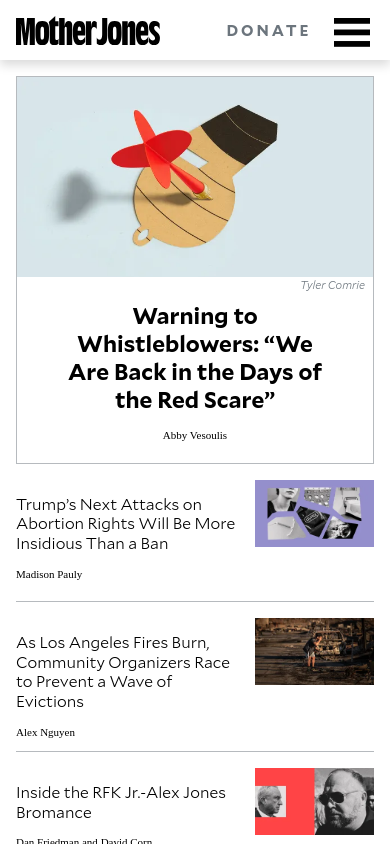 Mother Jones
DONATE
Tyler Comrie
Warning to
Whistleblowers: “We
Are Back in the Days of
the Red Scare”
Abby Vesoulis
Trump’s Next Attacks on
Abortion Rights Will Be More
Insidious Than a Ban
Madison Pauly
As Los Angeles Fires Burn,
Community Organizers Race
to Prevent a Wave of
Evictions
Alex Nguyen
Inside the RFK Jr.-Alex Jones
Bromance
Dan Friedman and David Corn